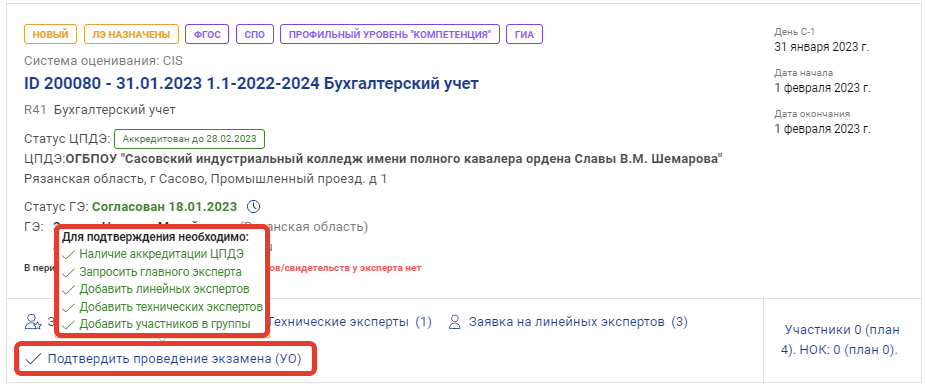 НОВЫЙ ЛЭ НАЗНАЧЕНЫ ФГОС СПО ПРОФИЛЬНЫЙ УРОВЕНЬ "КОМПЕТЕНЦИЯ" ГИА
Система оценивания: CIS
ID 200080 - 31.01.2023 1.1-2022-2024 Бухгалтерский учет
R41 Бухгалтерский учет
Статус ЦПДЭ: Аккредитован до 28.02.2023
ЦПДЭ:ОГБПОУ "Сасовский индустриальный колледж имени полного кавалера ордена Славы В.М. Шемарова"
Рязанская область, г Сасово, Промышленный проезд. д 1
Статус ГЭ: Согласован 18.01.2023
ГЭ:
область)
Для подтверждения необходимо:
Наличие аккредитации ЦПДЭ
Запросить главного эксперта
Добавить линейных экспертов
Добавить технических экспертов
Добавить участников в группы
В пери
ов/свидетельств у эксперта нет
Технические эксперты (1) Заявка на линейных экспертов (3)
Подтвердить проведение экзамена (УО)
День С-1
31 января 2023 г.
Дата начала
1 февраля 2023 г.
Дата окончания
1 февраля 2023 г.
Участники 0 (план
4). НОК: 0 (план 0).